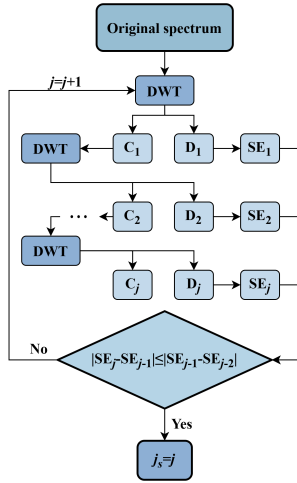 Original spectrum
j=j+1
DWT
C1 D1 SE1
DWT
C2 D2 SE2
...
DWT
Cj Dj SEj
No
|SEj-SEj-1|≤|SEj-1-SEj-2|
Yes
js=j